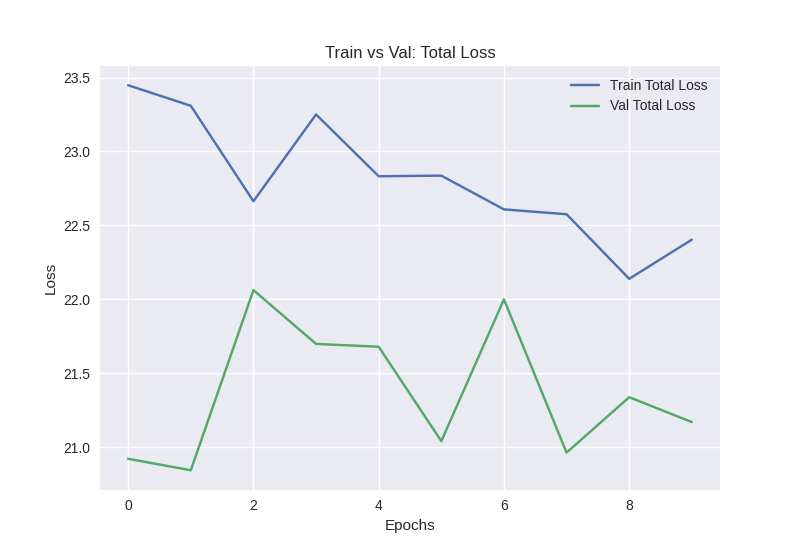 Train vs Val: Total Loss
Train Total Loss
Val Total Loss
23.5
23.0
22.5
22.0
21.5
21.0
Loss
0 2 4 6 8
Epochs